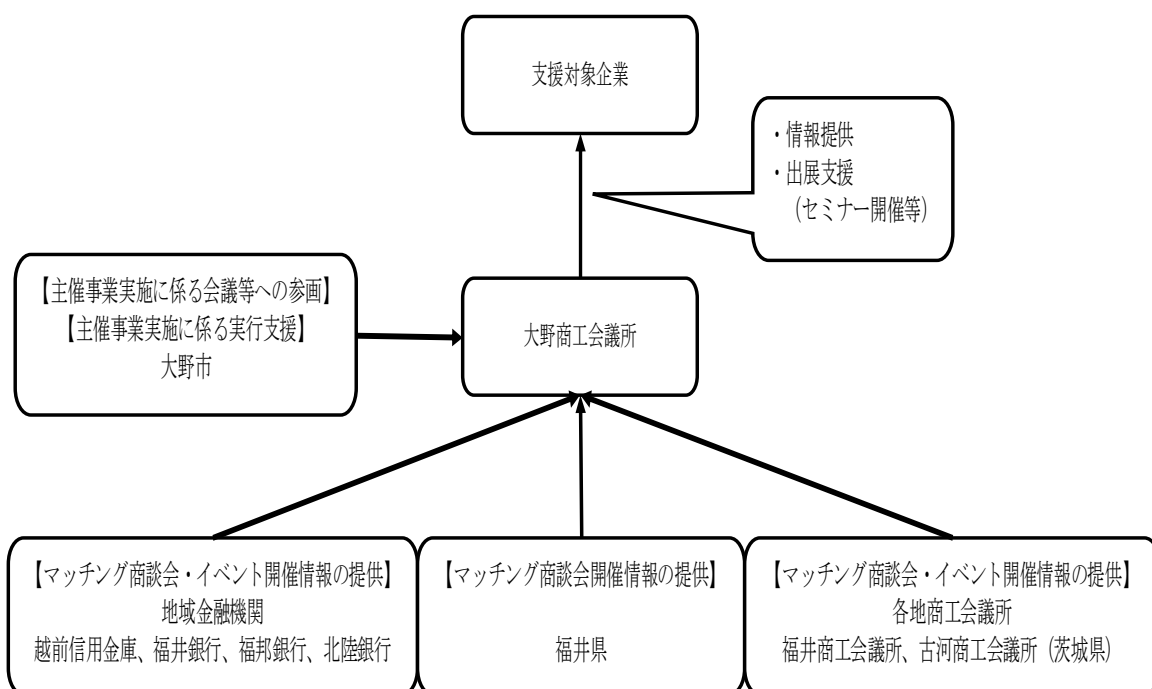 支援対象企業
・情報提供
・出展支援
（セミナー開催等）
【主催事業実施に係る会議等への参画】
【主催事業実施に係る実行支援】
大野市
大野商工会議所
【マッチング商談会・イベント開催情報の提供】
地域金融機関
越前信用金庫、福井銀行、福邦銀行、北陸銀行
【マッチング商談会開催情報の提供】
福井県
【マッチング商談会・イベント開催情報の提供】
各地商工会議所
福井商工会議所、古河商工会議所（茨城県）